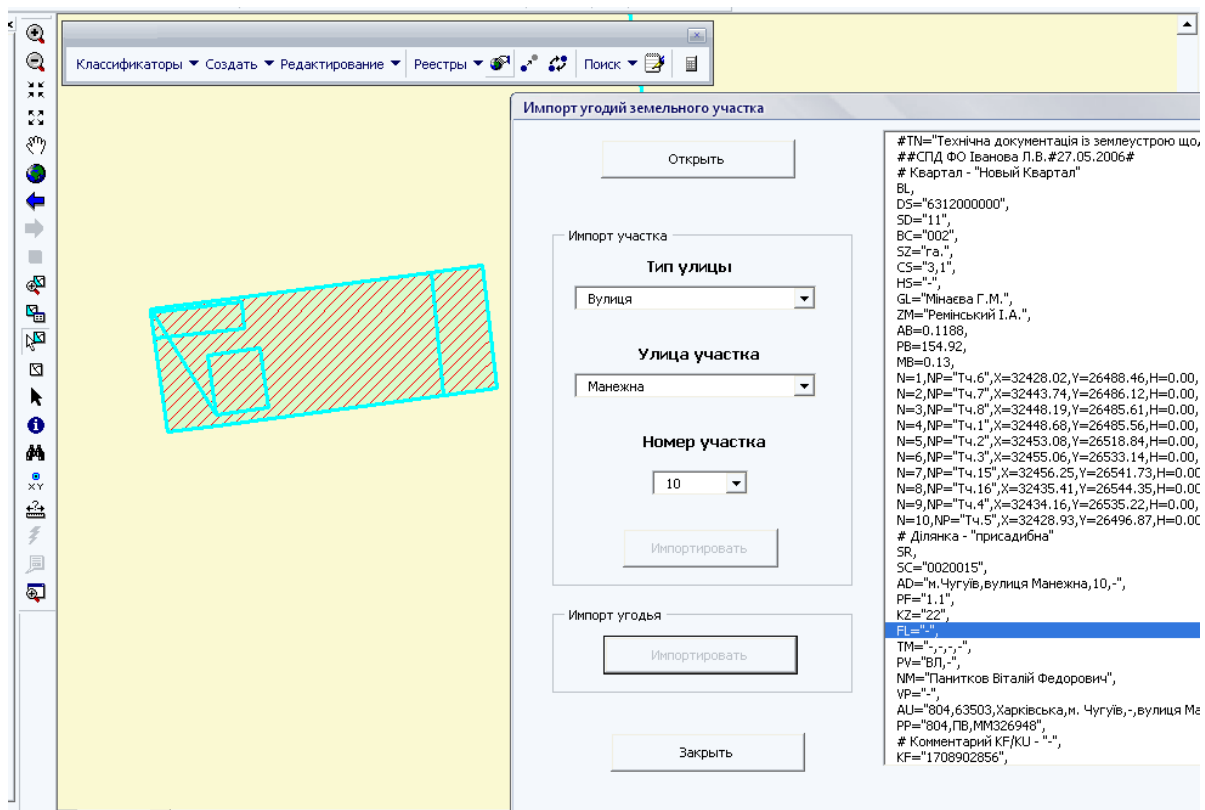 Классификаторы Создать Редактирование Реестры Поиск
Импорт угодий земельного участка
Открыть
Импорт участка
Тип улицы
Вулиця
Улица участка
Манежна
Номер участка
10
Импортировать
Импорт угодья
Импортировать
Закрыть
#TN="Технічна документація із землеустрою що,
##СПД ФО Іванова Л.В.#27.05.2006#
# Квартал - "Новый Квартал"
BL,
DS="6312000000",
SD="11",
BC="002",
SZ="га.",
CS="3,1",
HS="-",
GL="Мінаєва Г.М.",
ZM="Ремінський І.А.",
AB=0.1188,
PB=154.92,
MB=0.13,
N=1,NP="Тч.6",X=32428.02,Y=26488.46,H=0.00,
N=2,NP="Тч.7",X=32443.74,Y=26486.12,H=0.00,
N=3,NP="Тч.8",X=32448.19,Y=26485.61,H=0.00,
N=4,NP="Тч.1",X=32448.68,Y=26485.56,H=0.00,
N=5,NP="Тч.2",X=32453.08,Y=26518.84,H=0.00,
N=6,NP="Тч.3",X=32455.06,Y=26533.14,H=0.00,
N=7,NP="Тч.15",X=32456.25,Y=26541.73,H=0.00
N=8,NP="Тч.16",X=32435.41,Y=26544.35,H=0.00
N=9,NP="Тч.4",X=32434.16,Y=26535.22,H=0.00,
N=10,NP="Тч.5",X=32428.93,Y=26496.87,H=0.00
# Ділянка - "присадибна"
SR,
SC="0020015",
AD="м.Чугуїв,вулиця Манежна,10,-",
PF="1.1",
KZ="22",
FL="-",
TM="-,-,-,-",
PV="ВЛ,-",
NM="Панитков Віталій Федорович",
VP="-",
AU="804,63503,Харківська,м. Чугуїв,-,вулиця Ма
PP="804,ПВ,ММ326948",
# Комментарий KF/KU - "-",
KF="1708902856",
XY